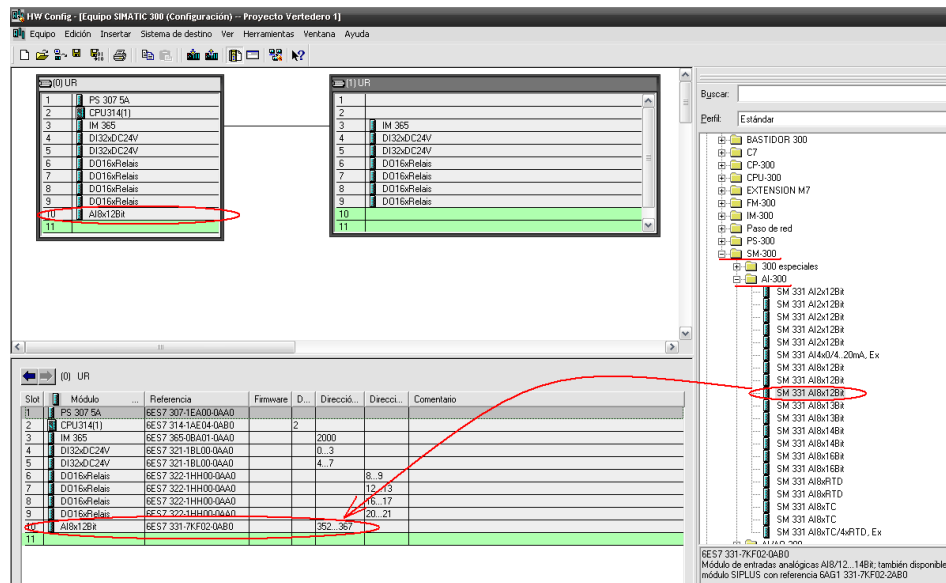 HW Config - [Equipo SIMATIC 300 (Configuración) -- Proyecto Vertedero 1]
Equipo Edición Insertar Sistema de destino Ver Herramientas Ventana Ayuda
(0) UR
1 PS 307 5A
2 CPU314(1)
3 IM 365
4 DI32xDC24V
5 DI32xDC24V
6 DO16xRelais
7 DO16xRelais
8 DO16xRelais
9 DO16xRelais
10 AI8x12Bit
11
(1) UR
1
2
3 IM 365
4 DI32xDC24V
5 DI32xDC24V
6 DO16xRelais
7 DO16xRelais
8 DO16xRelais
9 DO16xRelais
10
11
Buscar:
Perfil: Estándar
BASTIDOR 300
C7
CP-300
CPU-300
EXTENSION M7
FM-300
IM-300
Paso de red
PS-300
SM-300
300 especiales
AI-300
SM 331 AI2x12Bit
SM 331 AI2x12Bit
SM 331 AI2x12Bit
SM 331 AI2x12Bit
SM 331 AI2x12Bit
SM 331 AI4x0/4..20mA, Ex
SM 331 AI8x12Bit
SM 331 AI8x12Bit
SM 331 AI8x12Bit
SM 331 AI8x13Bit
SM 331 AI8x13Bit
SM 331 AI8x14Bit
SM 331 AI8x14Bit
SM 331 AI8x16Bit
SM 331 AI8x16Bit
SM 331 AI8xRTD
SM 331 AI8xRTD
SM 331 AI8xTC
SM 331 AI8xTC
SM 331 AI8xTC/4xRTD, Ex
(0) UR
Slot Módulo ... Referencia Firmware D... Direcció... Direcci... Comentario
1 PS 307 5A 6ES7 307-1EA00-0AA0
2 CPU314(1) 6ES7 314-1AE04-0AB0 2
3 IM 365 6ES7 365-0BA01-0AA0 2000
4 DI32xDC24V 6ES7 321-1BL00-0AA0 0...3
5 DI32xDC24V 6ES7 321-1BL00-0AA0 4...7
6 DO16xRelais 6ES7 322-1HH00-0AA0 8...9
7 DO16xRelais 6ES7 322-1HH00-0AA0 12...13
8 DO16xRelais 6ES7 322-1HH00-0AA0 16...17
9 DO16xRelais 6ES7 322-1HH00-0AA0 20...21
10 AI8x12Bit 6ES7 331-7KF02-0AB0 352...367
11
6ES7 331-7KF02-0AB0
Módulo de entradas analógicas AI8/12...14Bit; también disponible
módulo SIPLUS con referencia 6AG1 331-7KF02-2AB0